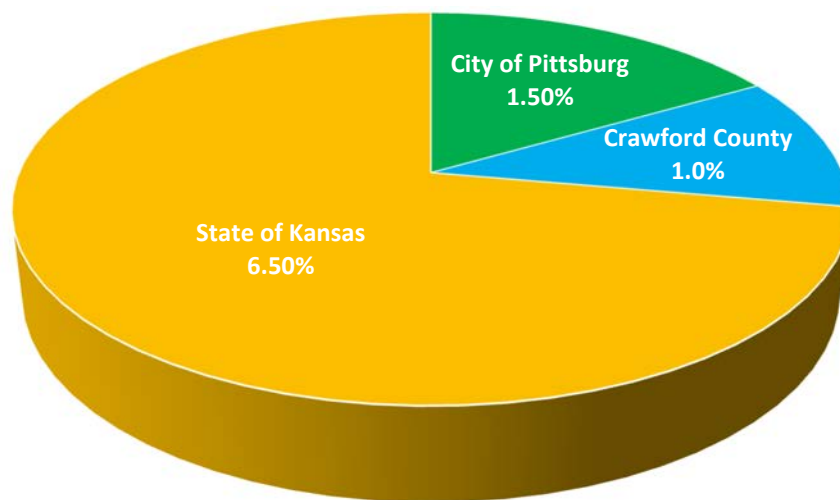 City of Pittsburg
1.50%
Crawford County
1.0%
State of Kansas
6.50%